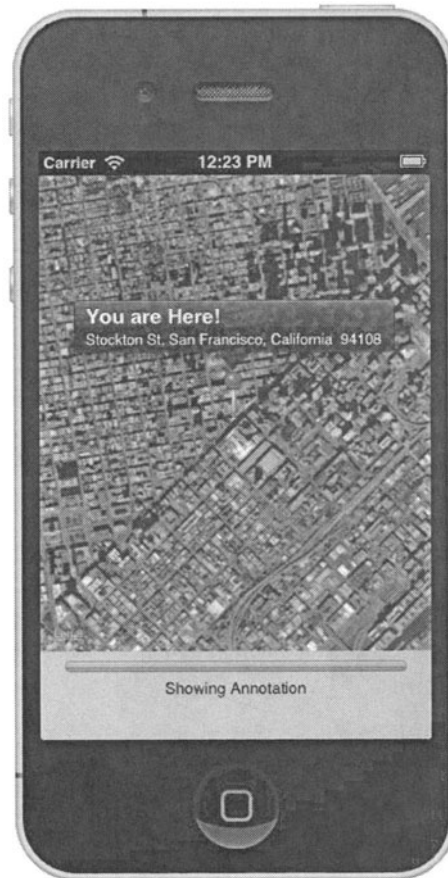 Carrier 12:23 PM
You are Here!
Stockton St, San Francisco, California 94108
Showing Annotation